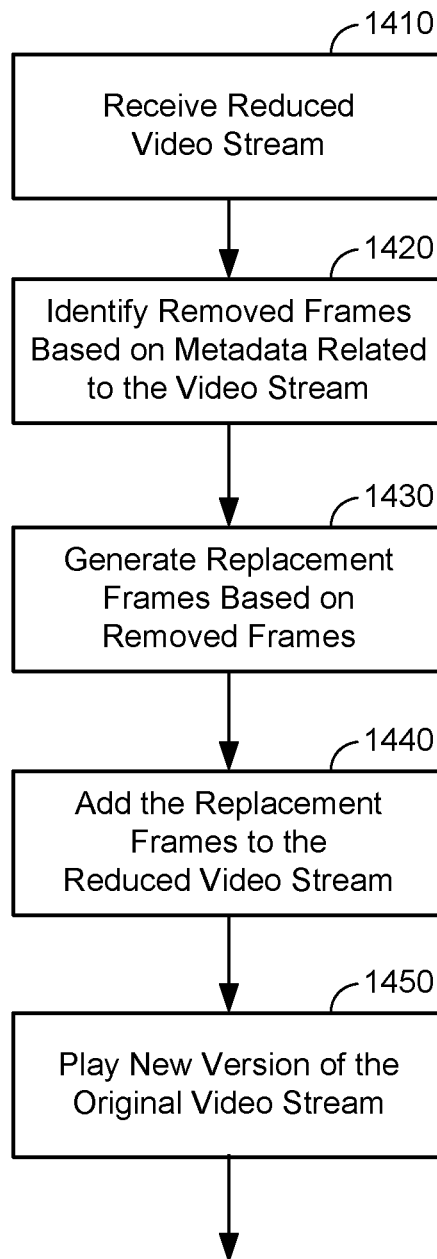 1410
Receive Reduced
Video Stream
1420
Identify Removed Frames
Based on Metadata Related
to the Video Stream
1430
Generate Replacement
Frames Based on
Removed Frames
1440
Add the Replacement
Frames to the
Reduced Video Stream
1450
Play New Version of the
Original Video Stream